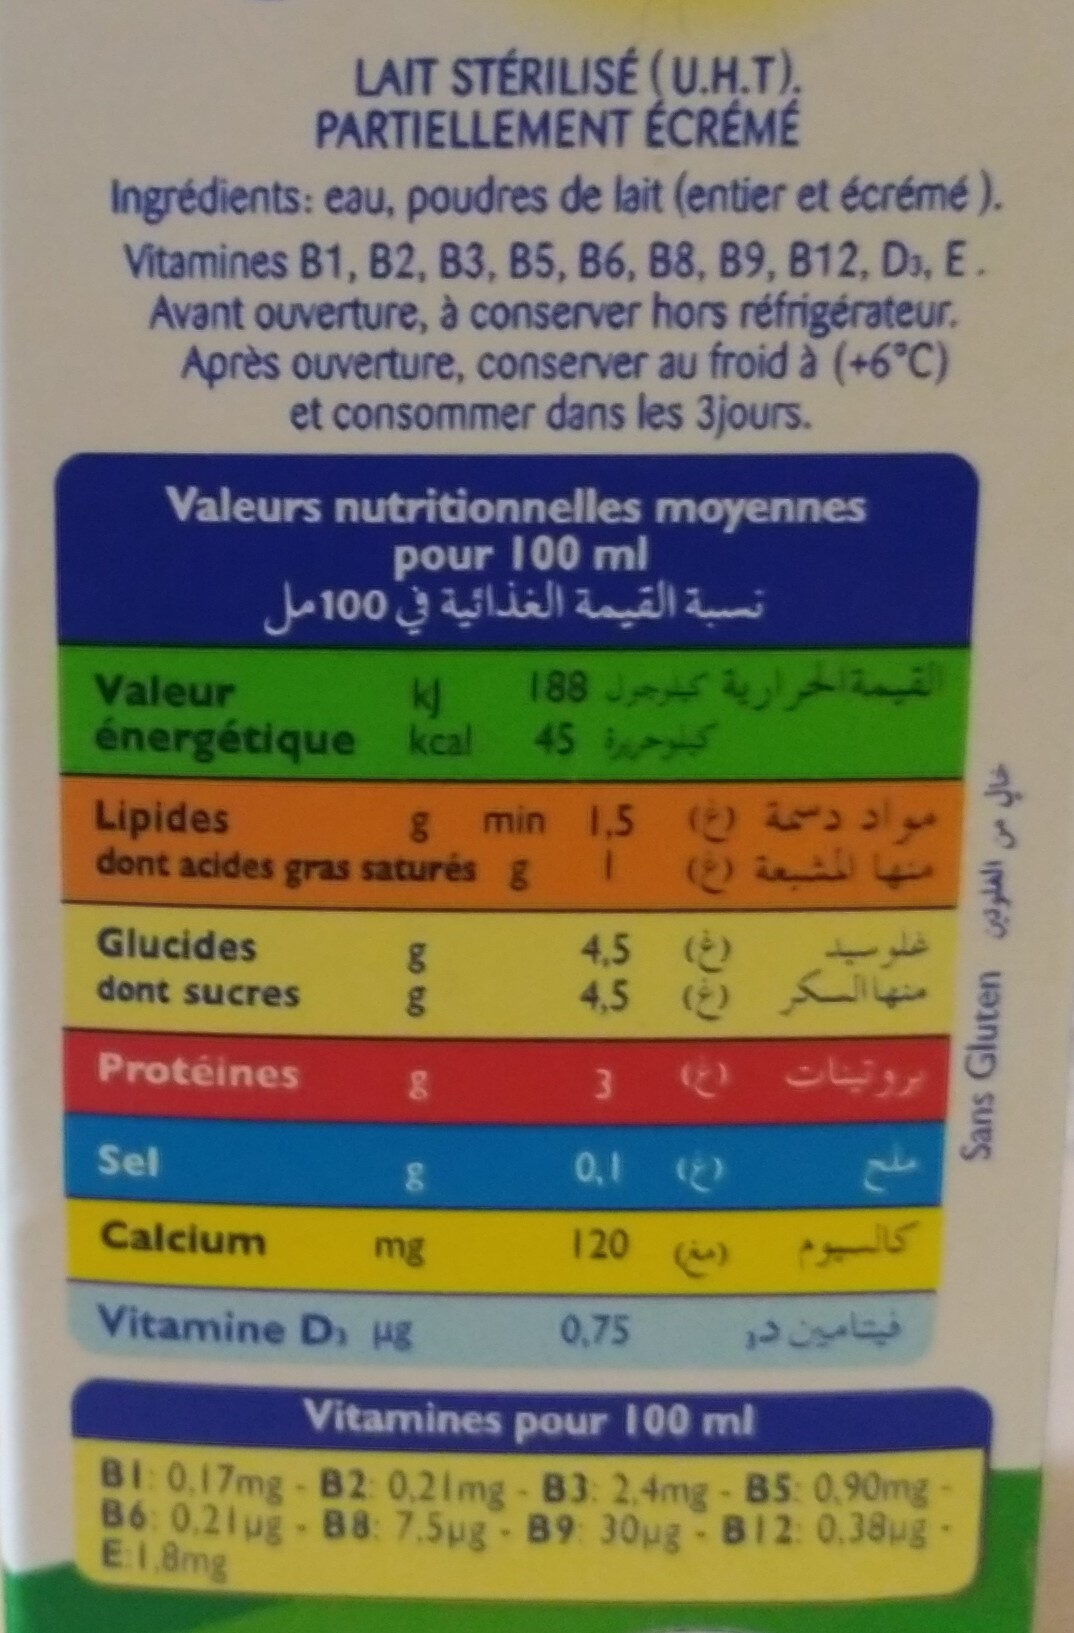 LAIT STÉRILISÉ (U.H.T).
PARTIELLEMENT ÉCRÉMÉ
Ingrédients: eau, poudres de lait (entier et écrémé ).
Vitamines B1, B2, B3, B5, B6, B8, B9, B12, D3, E .
Avant ouverture, à conserver hors réfrigérateur.
Après ouverture, conserver au froid à (+6°C)
et consommer dans les 3jours.
Valeurs nutritionnelles moyennes
pour 100 ml
نسبة القيمة الغذائية في 100 مل
Valeur kJ 188 القيمة الحرارية كيلوجول
énergétique kcal 45 كيلوحريرة
Lipides g min 1,5 (غ) مواد دسمة
dont acides gras saturés g 1 (غ) منها المشبعة
Glucides g 4,5 (غ) غلوسيد
dont sucres g 4,5 (غ) منها السكر
Protéines g 3 (غ) بروتينات
Sel g 0,1 (غ) ملح
Calcium mg 120 (مغ) كالسيوم
Vitamine D3 µg 0,75 فيتامين د3
Sans Gluten خالي من الغلوتين
Vitamines pour 100 ml
B1: 0,17mg - B2: 0,21mg - B3: 2,4mg - B5: 0,90mg -
B6: 0,21µg - B8: 7,5µg - B9: 30µg - B12: 0,38µg -
E:1,8mg